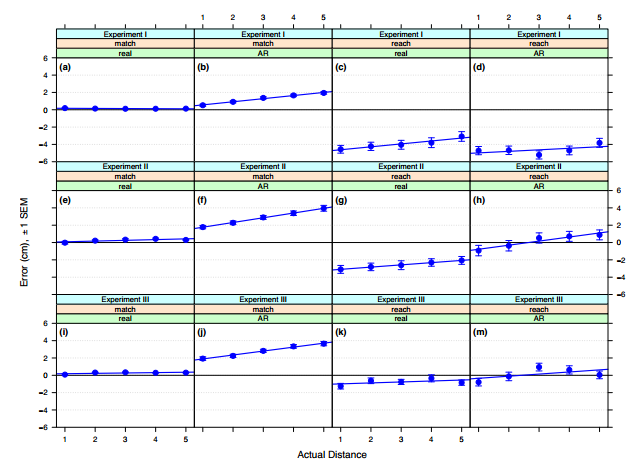 1 2 3 4 5 1 2 3 4 5
Experiment I Experiment I Experiment I Experiment I
match match reach reach
real AR real AR
(a) (b) (c) (d)
6
4
2
0
−2
−4
−6
Experiment II Experiment II Experiment II Experiment II
match match reach reach
real AR real AR
(e) (f) (g) (h)
6
4
2
0
−2
−4
−6
Experiment III Experiment III Experiment III Experiment III
match match reach reach
real AR real AR
(i) (j) (k) (m)
6
4
2
0
−2
−4
−6
1 2 3 4 5 1 2 3 4 5
Error (cm), ± 1 SEM
Actual Distance